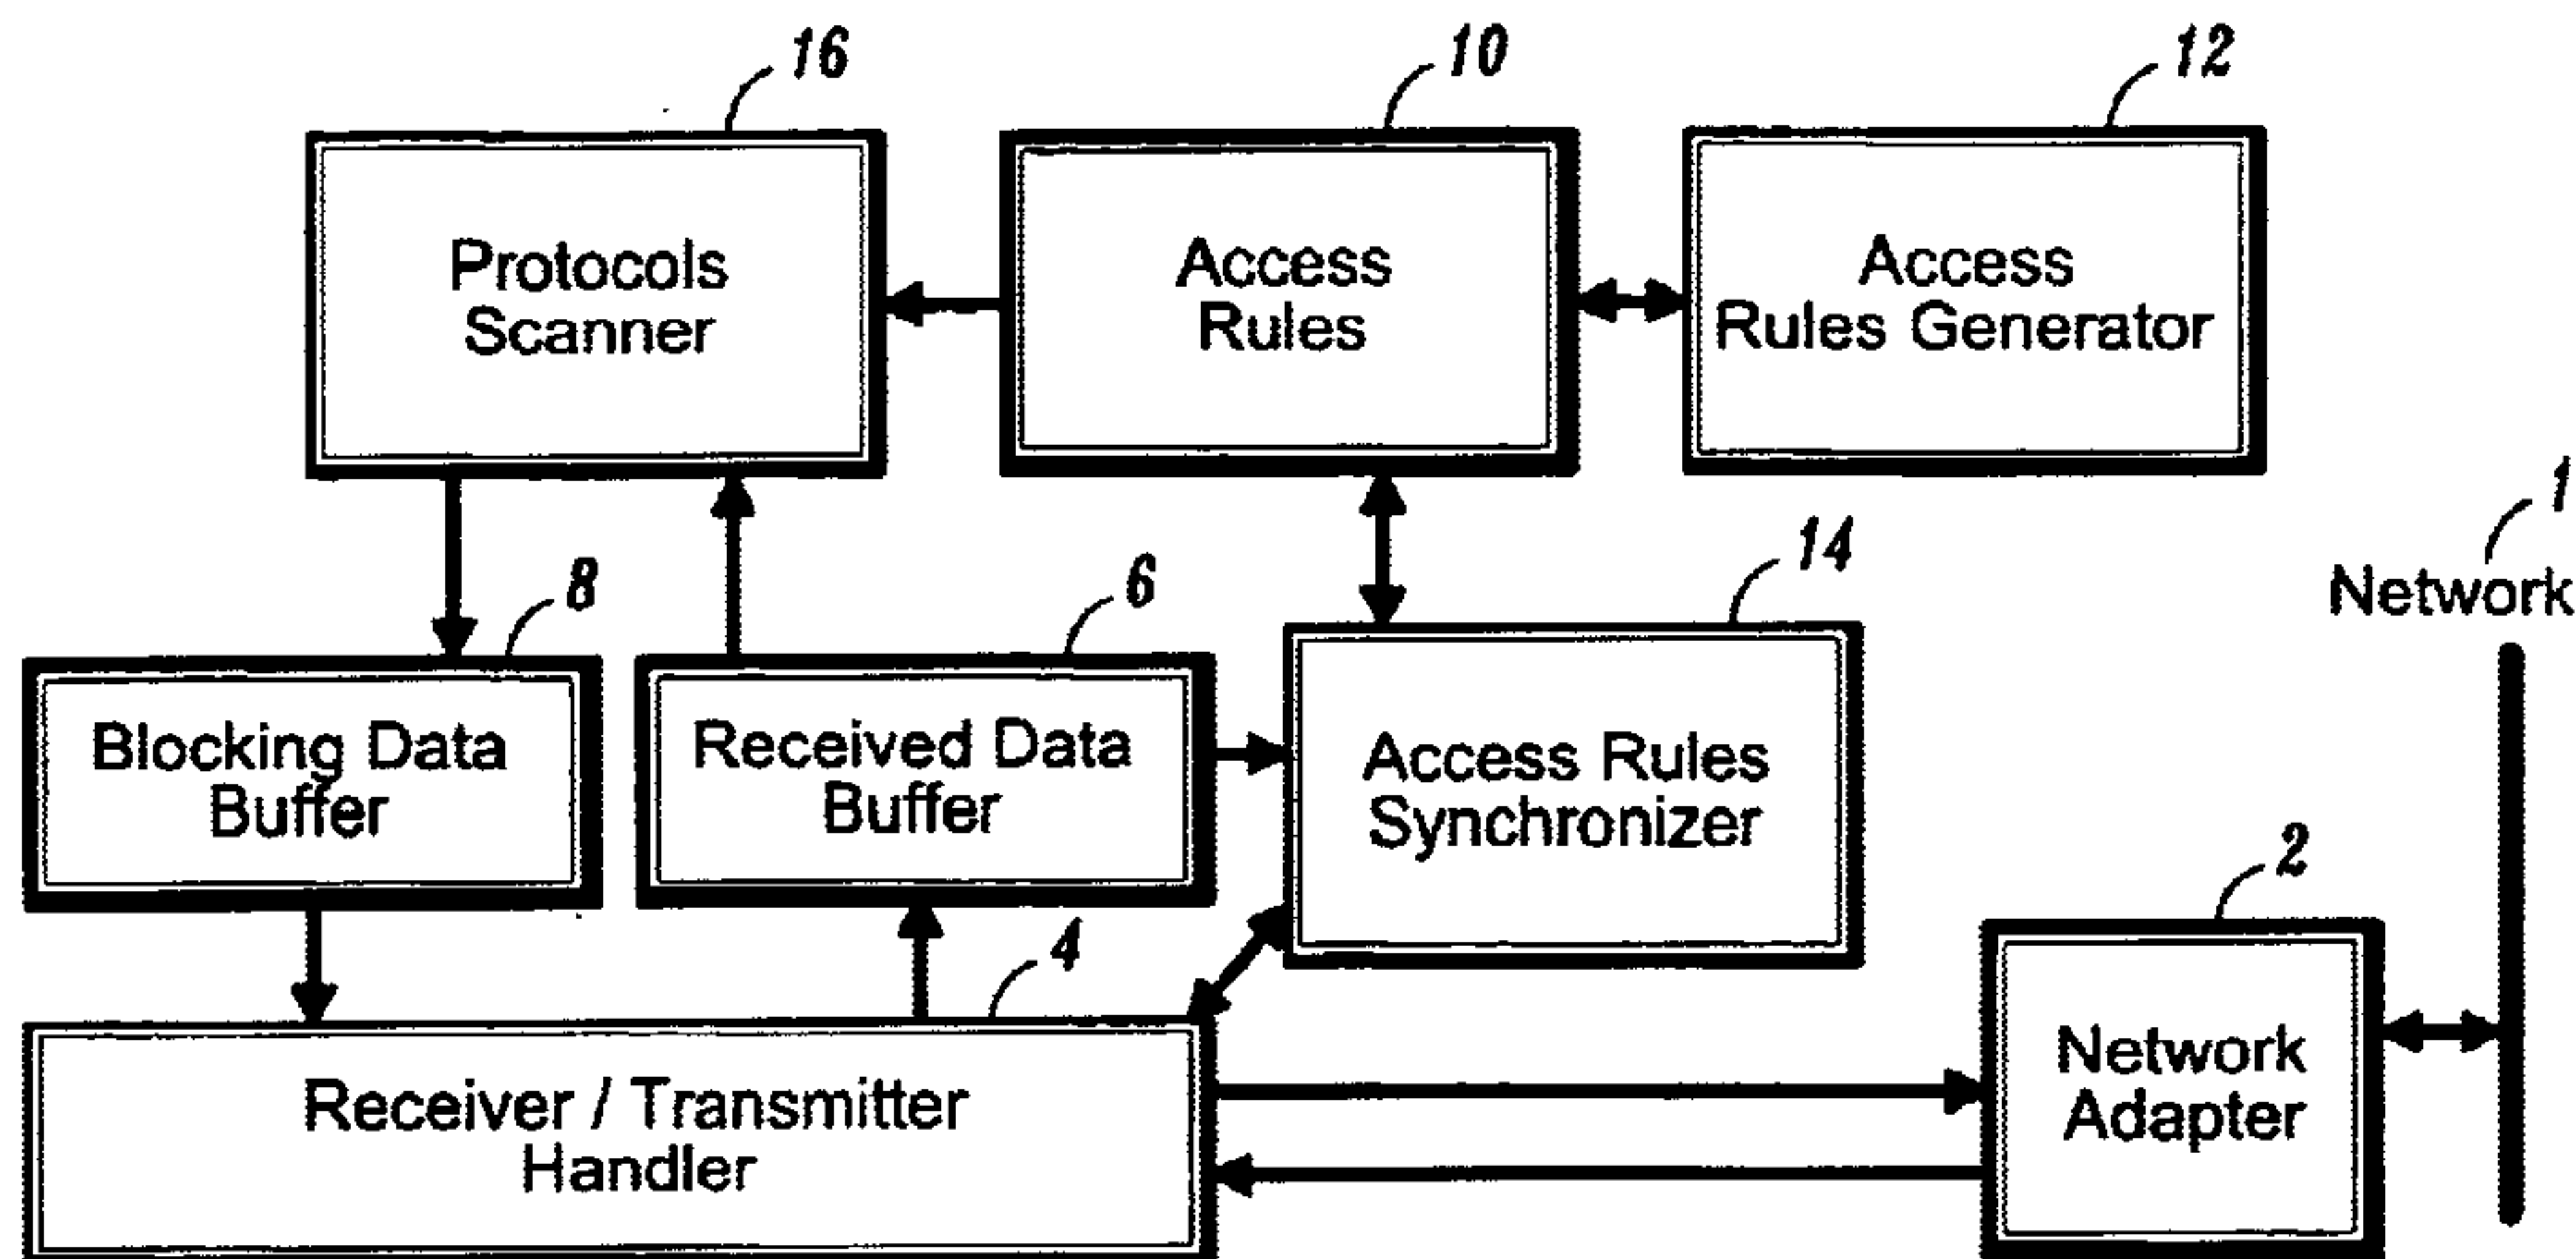 16
10
12
Protocols
Scanner
Access
Rules
Access
Rules Generator
1
Network
8
6
14
Blocking Data
Buffer
Received Data
Buffer
Access Rules
Synchronizer
4
2
Receiver / Transmitter
Handler
Network
Adapter